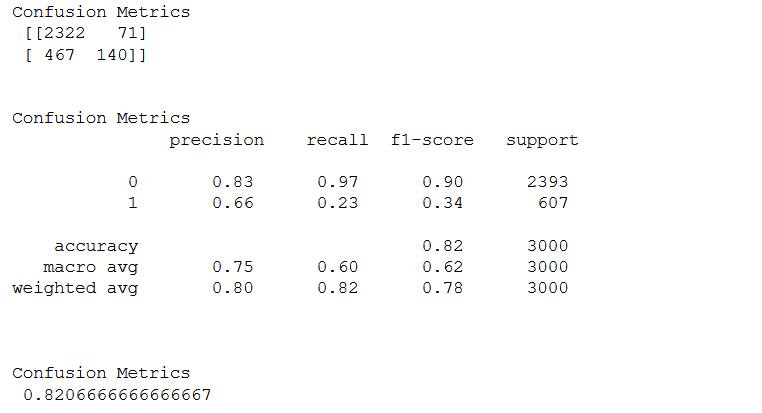 Confusion Metrics
[[2322   71]
[ 467  140]]
Confusion Metrics
precision    recall  f1-score   support
0       0.83      0.97      0.90      2393
1       0.66      0.23      0.34       607
accuracy                           0.82      3000
macro avg       0.75      0.60      0.62      3000
weighted avg       0.80      0.82      0.78      3000
Confusion Metrics
0.8206666666666667